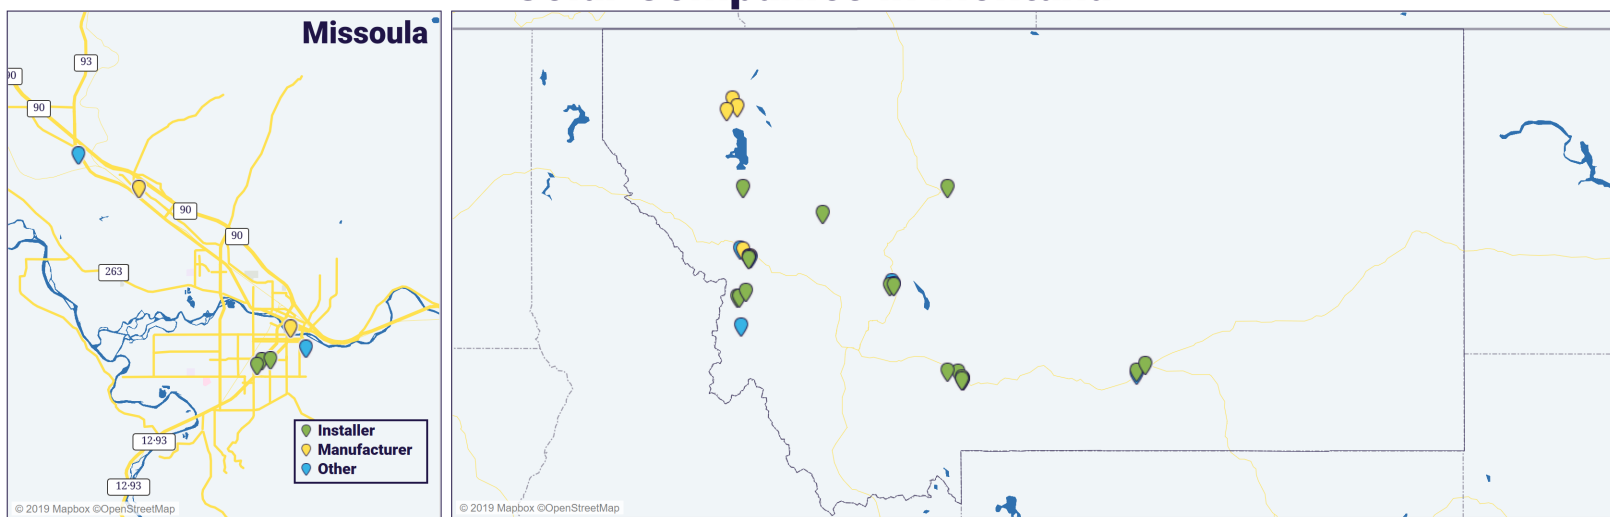 Missoula
93
90
90
90
263
Installer
Manufacturer
Other
12·93
12·93
© 2019 Mapbox ©OpenStreetMap
© 2019 Mapbox ©OpenStreetMap